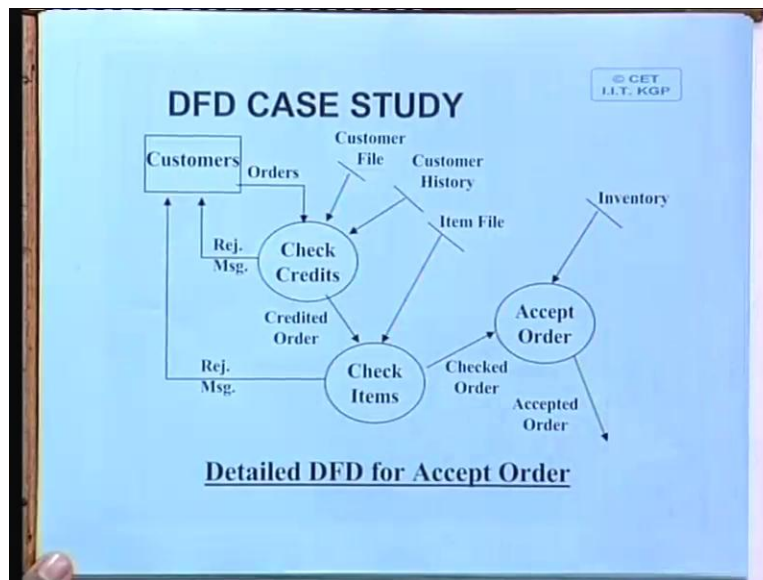 © CET
I.I.T. KGP
DFD CASE STUDY
Customers
Orders
Customer
File
Customer
History
Item File
Inventory
Rej.
Msg.
Check
Credits
Credited
Order
Accept
Order
Rej.
Msg.
Check
Items
Checked
Order
Accepted
Order
Detailed DFD for Accept Order